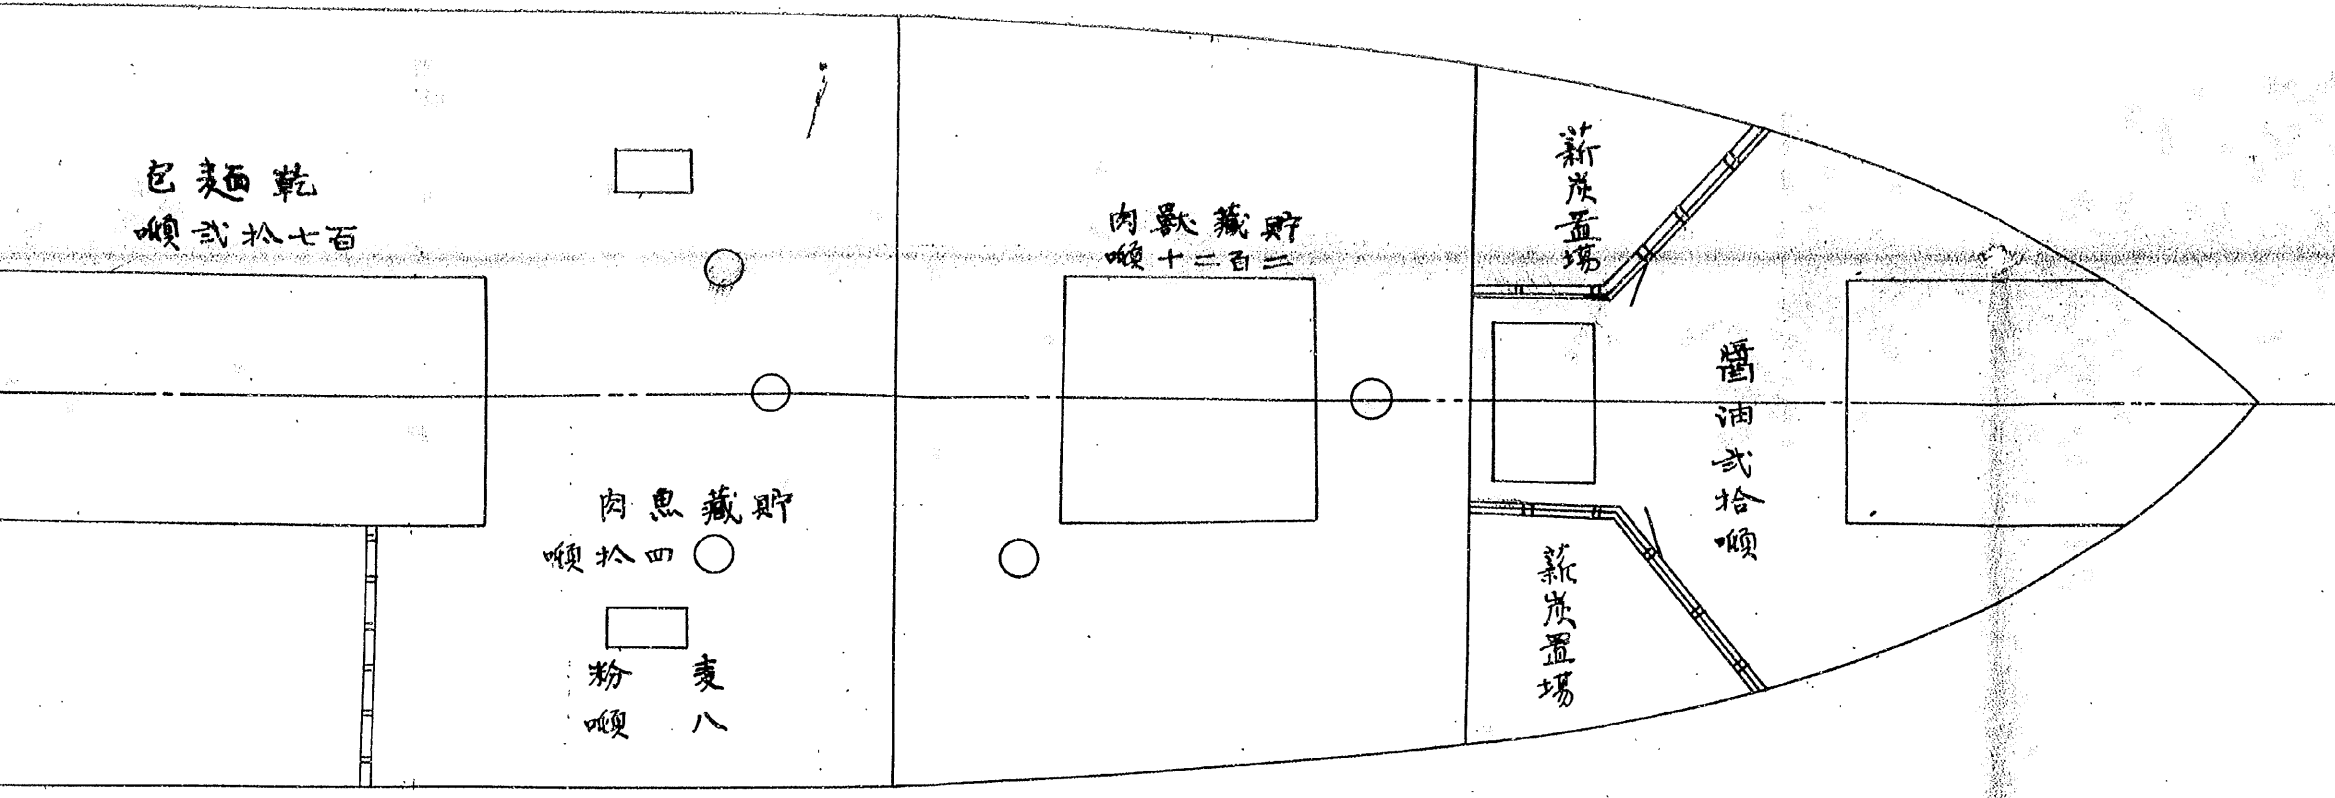 乾麺包
百七拾弐噸
貯藏獸肉
二百二十噸
薪炭置場
醤油弐拾噸
貯藏魚肉
四拾噸
麦粉
八噸
薪炭置場